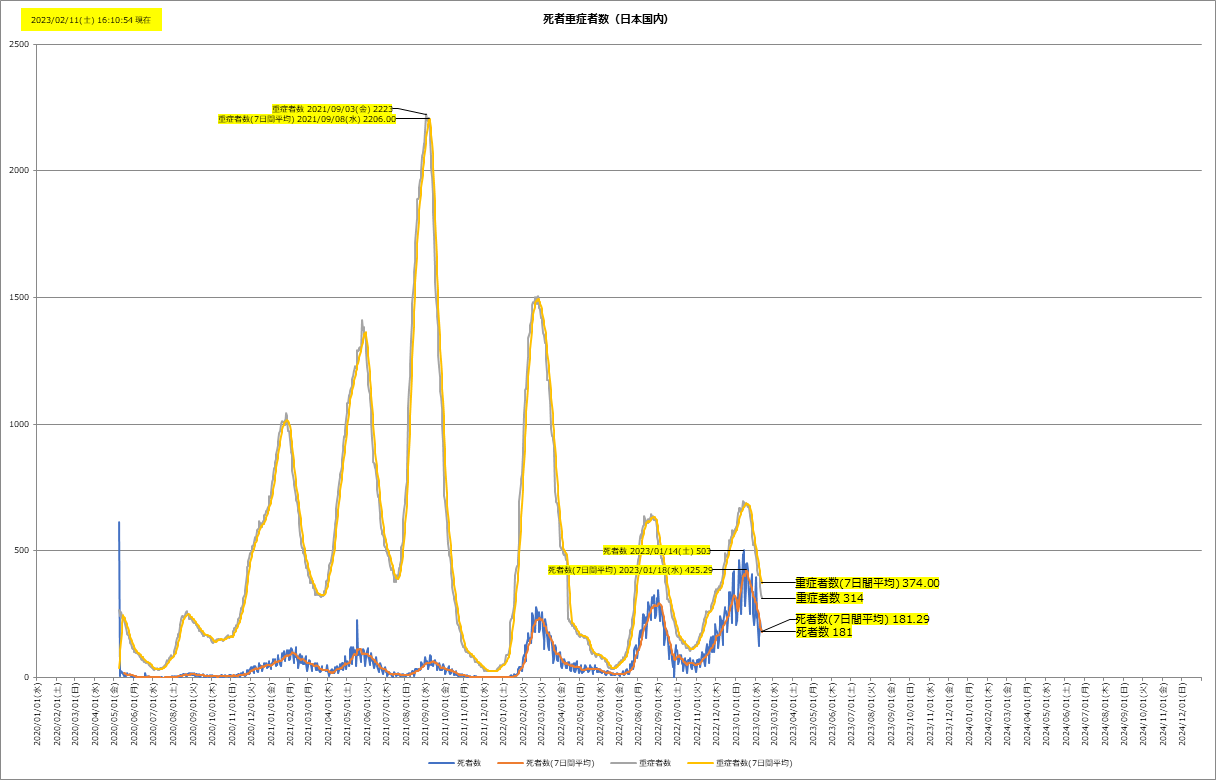 2023/02/11(土) 16:10:54 現在
死者重症者数（日本国内）
2500
2000
1500
1000
500
0
重症者数 2021/09/03(金) 2223
重症者数(7日間平均) 2021/09/08(水) 2206.00
死者数 2023/01/14(土) 503
死者数(7日間平均) 2023/01/18(水) 425.29
重症者数(7日間平均) 374.00
重症者数 314
死者数(7日間平均) 181.29
死者数 181
2020/01/01(水)
2020/02/01(土)
2020/03/01(日)
2020/04/01(水)
2020/05/01(金)
2020/06/01(月)
2020/07/01(水)
2020/08/01(土)
2020/09/01(火)
2020/10/01(木)
2020/11/01(日)
2020/12/01(火)
2021/01/01(金)
2021/02/01(月)
2021/03/01(月)
2021/04/01(木)
2021/05/01(土)
2021/06/01(火)
2021/07/01(木)
2021/08/01(日)
2021/09/01(水)
2021/10/01(金)
2021/11/01(月)
2021/12/01(水)
2022/01/01(土)
2022/02/01(火)
2022/03/01(火)
2022/04/01(金)
2022/05/01(日)
2022/06/01(水)
2022/07/01(金)
2022/08/01(月)
2022/09/01(木)
2022/10/01(土)
2022/11/01(火)
2022/12/01(木)
2023/01/01(日)
2023/02/01(水)
2023/03/01(水)
2023/04/01(土)
2023/05/01(月)
2023/06/01(木)
2023/07/01(土)
2023/08/01(火)
2023/09/01(金)
2023/10/01(日)
2023/11/01(水)
2023/12/01(金)
2024/01/01(月)
2024/02/01(木)
2024/03/01(金)
2024/04/01(月)
2024/05/01(水)
2024/06/01(土)
2024/07/01(月)
2024/08/01(木)
2024/09/01(日)
2024/10/01(火)
2024/11/01(金)
2024/12/01(日)
死者数
死者数(7日間平均)
重症者数
重症者数(7日間平均)